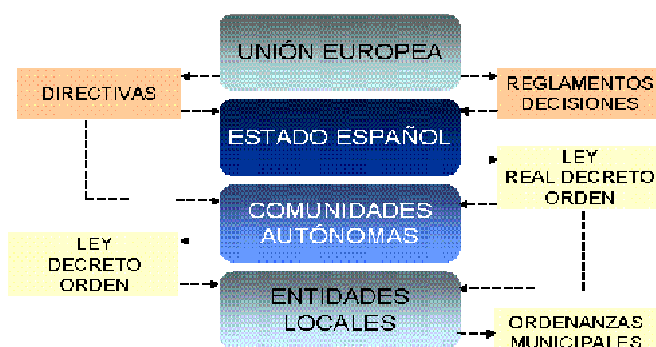 UNIÓN EUROPEA
DIRECTIVAS
REGLAMENTOS
DECISIONES
ESTADO ESPAÑOL
LEY
REAL DECRETO
ORDEN
COMUNIDADES
AUTÓNOMAS
LEY
DECRETO
ORDEN
ENTIDADES
LOCALES
ORDENANZAS
MUNICIPALES